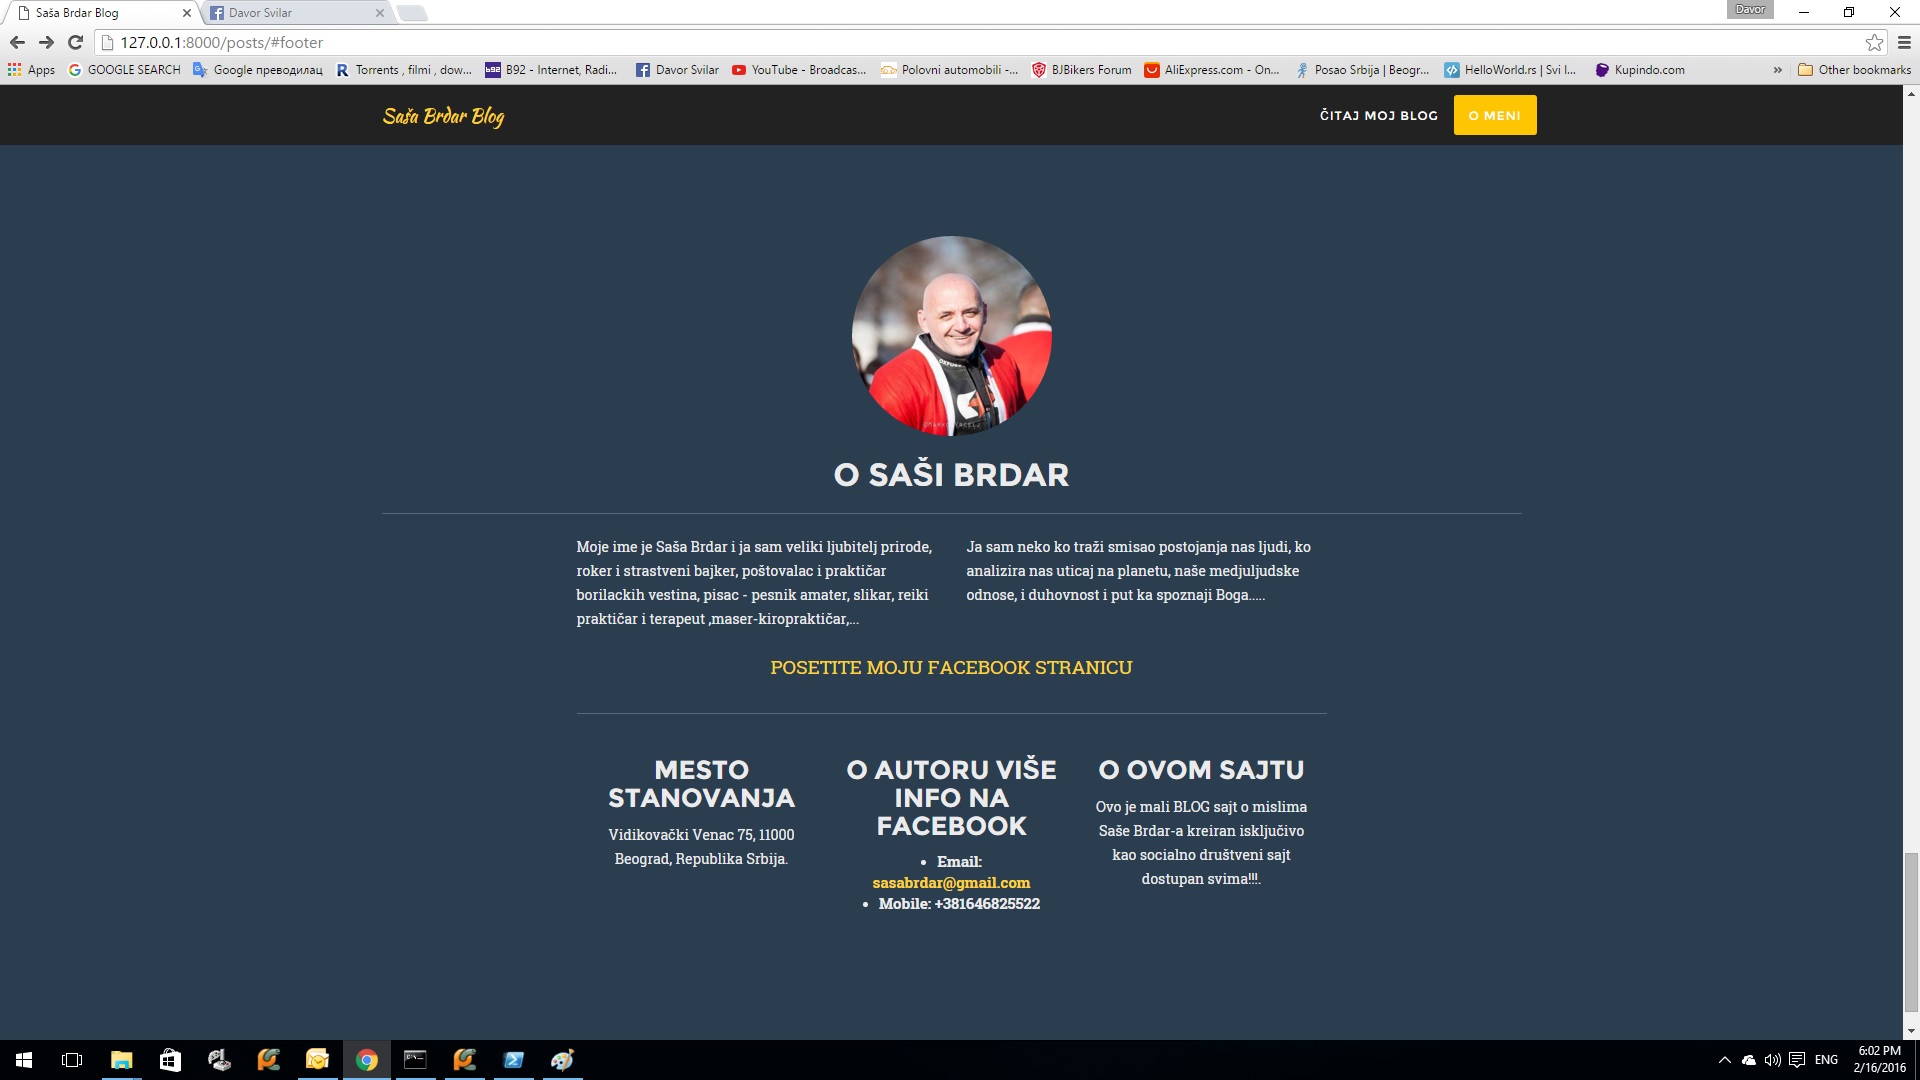 Saša Brdar Blog
Davor Svilar
Davor
127.0.0.1:8000/posts/#footer
Apps
GOOGLE SEARCH
Google преводилац
Torrents , filmi , dow...
B92 - Internet, Radi...
Davor Svilar
YouTube - Broadcas...
Polovni automobili -...
BJBikers Forum
AliExpress.com - On...
Posao Srbija | Beogr...
HelloWorld.rs | Svi I...
Kupindo.com
»
Other bookmarks
Saša Brdar Blog
ČITAJ MOJ BLOG
O MENI
O SAŠI BRDAR
Moje ime je Saša Brdar i ja sam veliki ljubitelj prirode,
roker i strastveni bajker, poštovalac i praktičar
borilackih vestina, pisac - pesnik amater, slikar, reiki
praktičar i terapeut ,maser-kiropraktičar,...
Ja sam neko ko traži smisao postojanja nas ljudi, ko
analizira nas uticaj na planetu, naše medjuljudske
odnose, i duhovnost i put ka spoznaji Boga.....
POSETITE MOJU FACEBOOK STRANICU
MESTO
STANOVANJA
Vidikovački Venac 75, 11000
Beograd, Republika Srbija.
O AUTORU VIŠE
INFO NA
FACEBOOK
• Email:
sasabrdar@gmail.com
• Mobile: +381646825522
O OVOM SAJTU
Ovo je mali BLOG sajt o mislima
Saše Brdar-a kreiran isključivo
kao socialno društveni sajt
dostupan svima!!!.
ENG
6:02 PM
2/16/2016